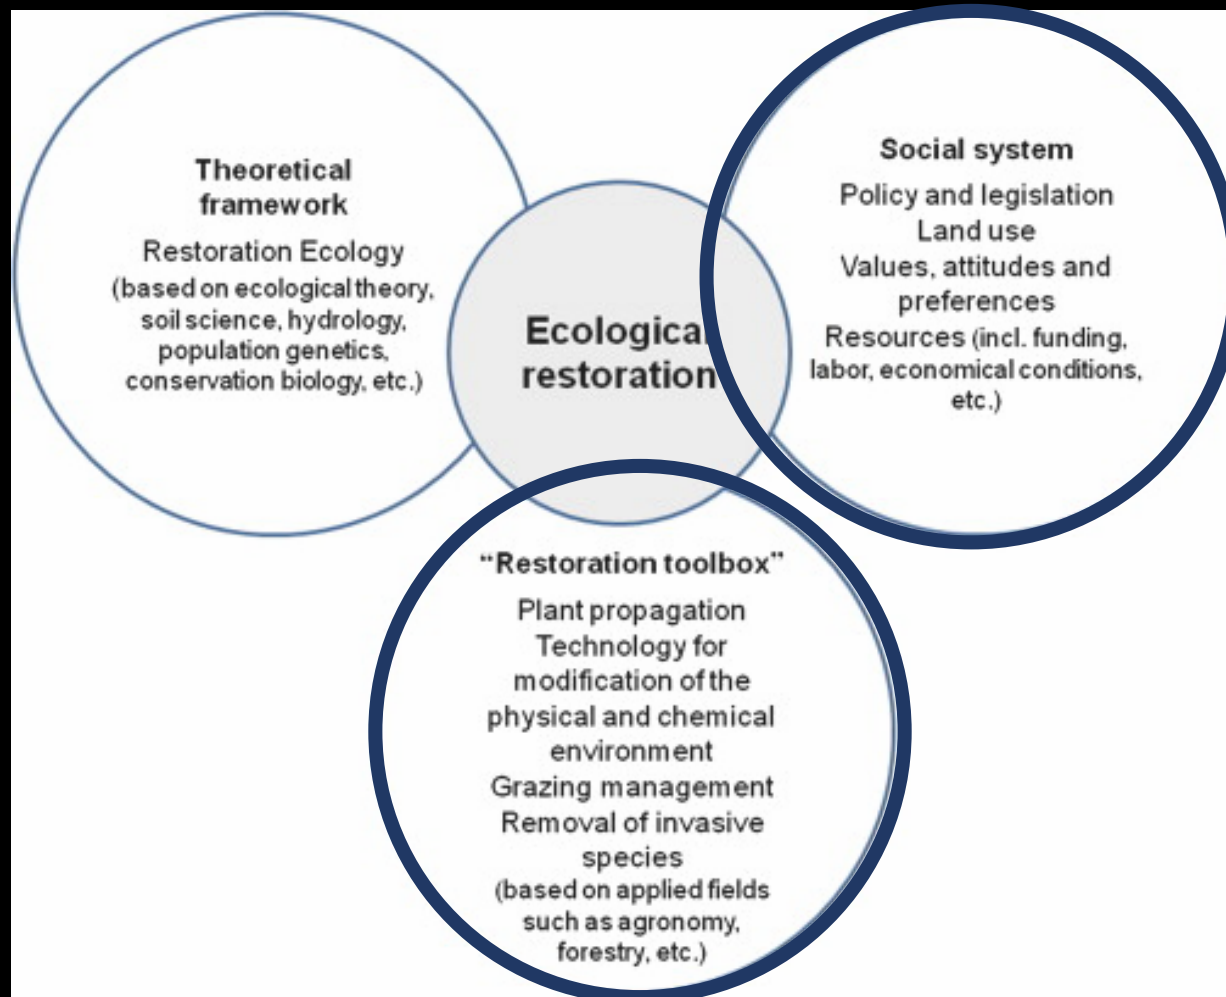 Theoretical
framework
Restoration Ecology
(based on ecological theory,
soil science, hydrology,
population genetics,
conservation biology, etc.)
Ecological
restoration
Social system
Policy and legislation
Land use
Values, attitudes and
preferences
Resources (incl. funding,
labor, economical conditions,
etc.)
“Restoration toolbox”
Plant propagation
Technology for
modification of the
physical and chemical
environment
Grazing management
Removal of invasive
species
(based on applied fields
such as agronomy,
forestry, etc.)